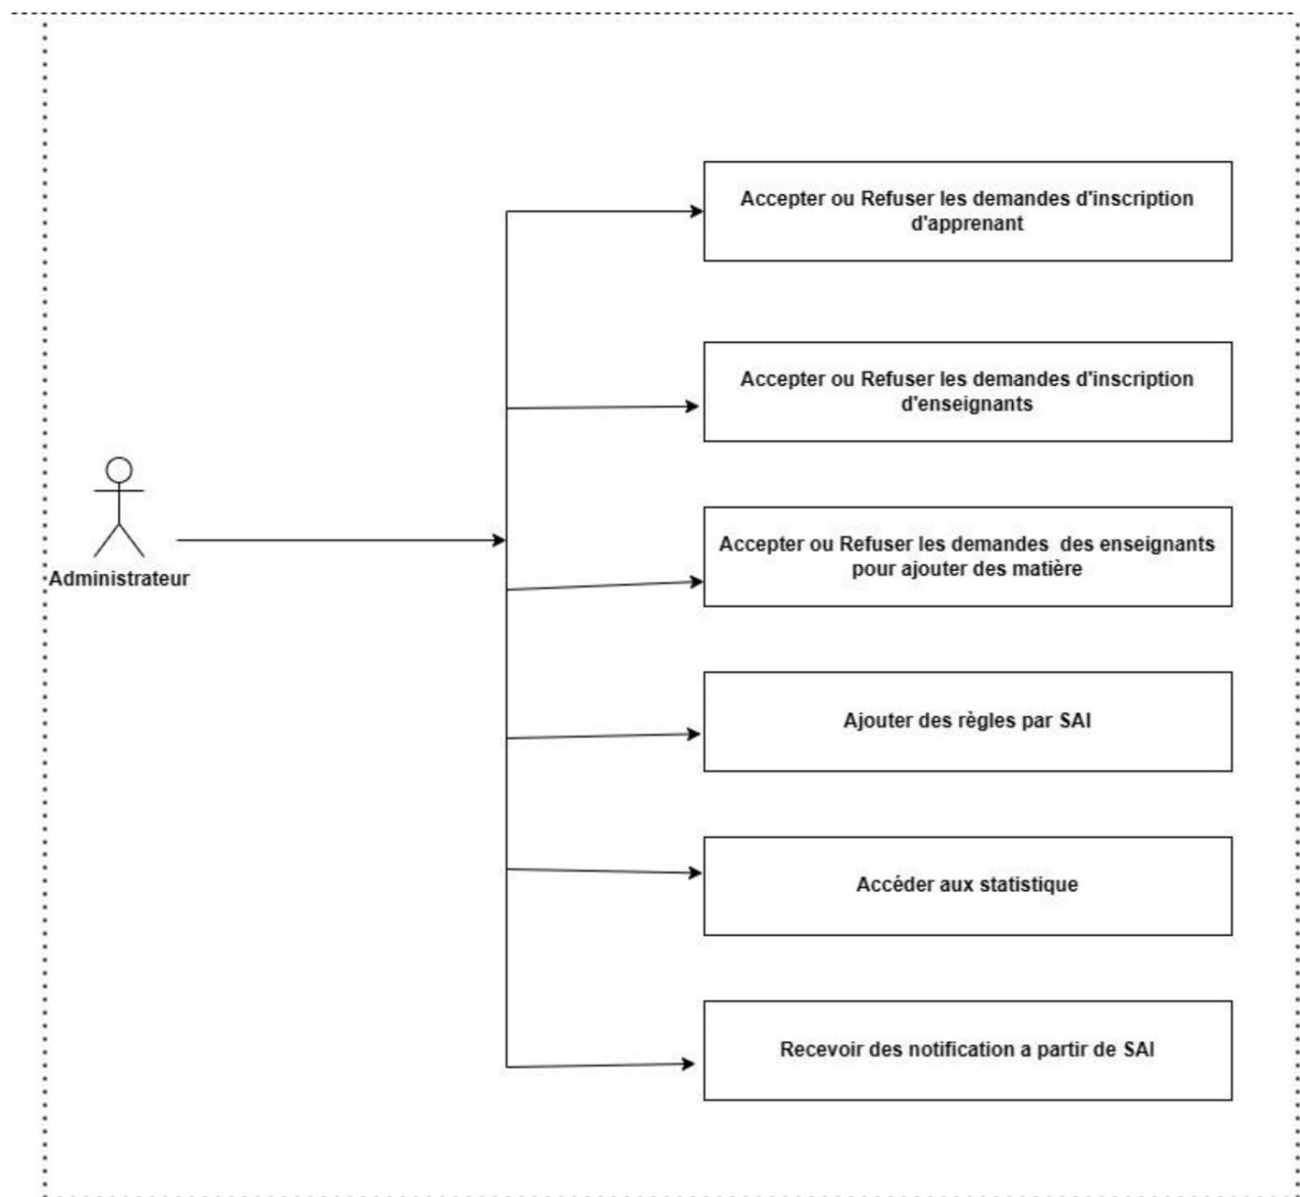 Accepter ou Refuser les demandes d'inscription
d'apprenant
Accepter ou Refuser les demandes d'inscription
d'enseignants
Administrateur
Accepter ou Refuser les demandes  des enseignants
pour ajouter des matière
Ajouter des règles par SAI
Accéder aux statistique
Recevoir des notification a partir de SAI